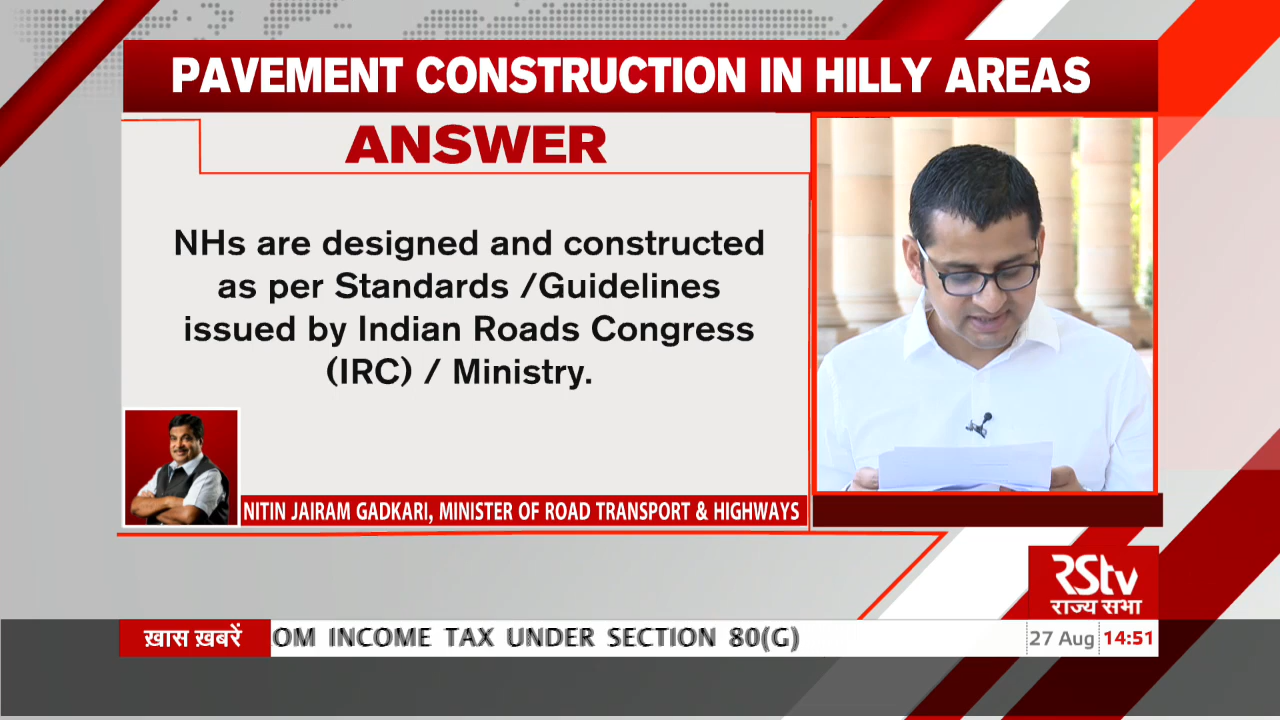 PAVEMENT CONSTRUCTION IN HILLY AREAS
ANSWER
NHs are designed and constructed
as per Standards /Guidelines
issued by Indian Roads Congress
(IRC) / Ministry.
NITIN JAIRAM GADKARI, MINISTER OF ROAD TRANSPORT & HIGHWAYS
RStv
राज्य सभा
ख़ास ख़बरें
OM INCOME TAX UNDER SECTION 80(G)
27 Aug 14:51